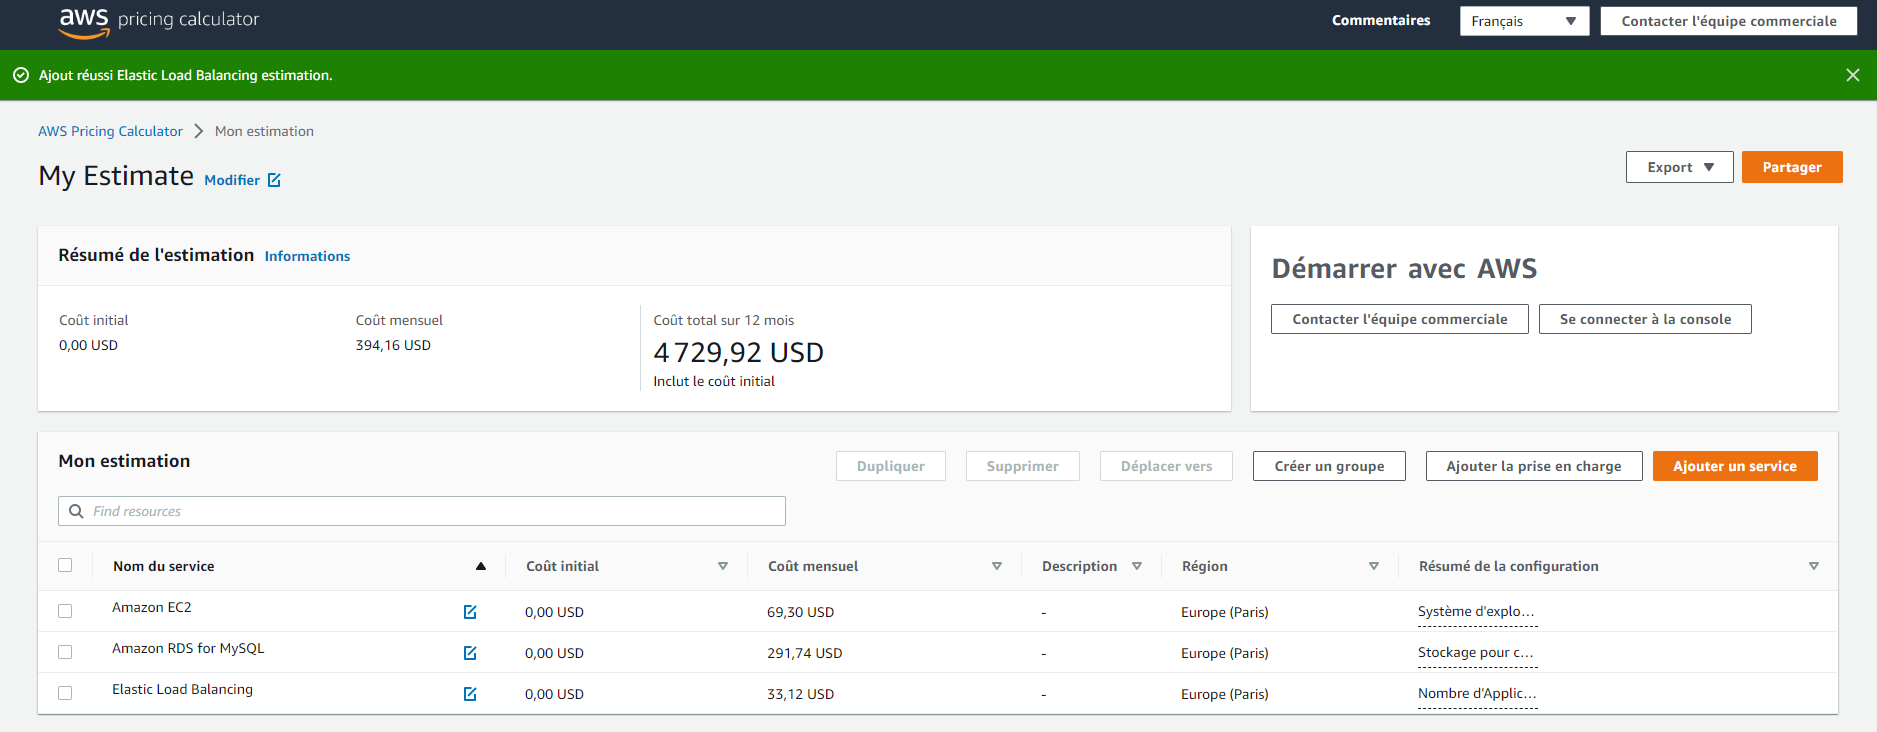 aws pricing calculator
Commentaires
Français
Contacter l'équipe commerciale
Ajout réussi Elastic Load Balancing estimation.
AWS Pricing Calculator
Mon estimation
My Estimate
Modifier
Export
Partager
Résumé de l'estimation
Informations
Coût initial
0,00 USD
Coût mensuel
394,16 USD
Coût total sur 12 mois
4 729,92 USD
Inclut le coût initial
Démarrer avec AWS
Contacter l'équipe commerciale
Se connecter à la console
Mon estimation
Dupliquer
Supprimer
Déplacer vers
Créer un groupe
Ajouter la prise en charge
Ajouter un service
Find resources
Nom du service Coût initial Coût mensuel Description Région Résumé de la configuration
Amazon EC2 0,00 USD 69,30 USD - Europe (Paris) Système d'explo…
Amazon RDS for MySQL 0,00 USD 291,74 USD - Europe (Paris) Stockage pour c…
Elastic Load Balancing 0,00 USD 33,12 USD - Europe (Paris) Nombre d'Applic…